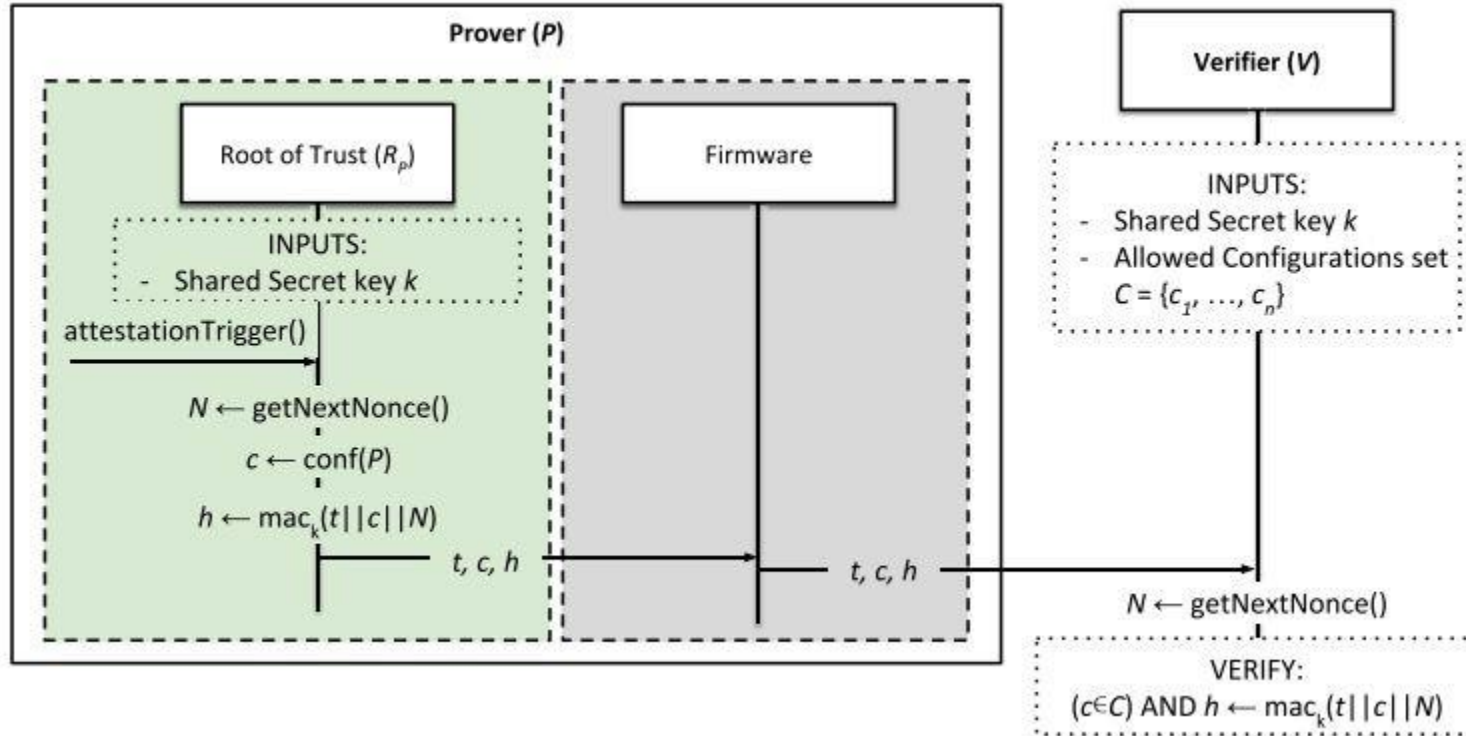 Prover (P)
Root of Trust (Rₚ)
INPUTS:
- Shared Secret key k
attestationTrigger()
N ← getNextNonce()
c ← conf(P)
h ← macₖ(t||c||N)
t, c, h
Firmware
t, c, h
Verifier (V)
INPUTS:
- Shared Secret key k
- Allowed Configurations set
C = {c₁, ..., cₙ}
N ← getNextNonce()
VERIFY:
(c∈C) AND h ← macₖ(t||c||N)